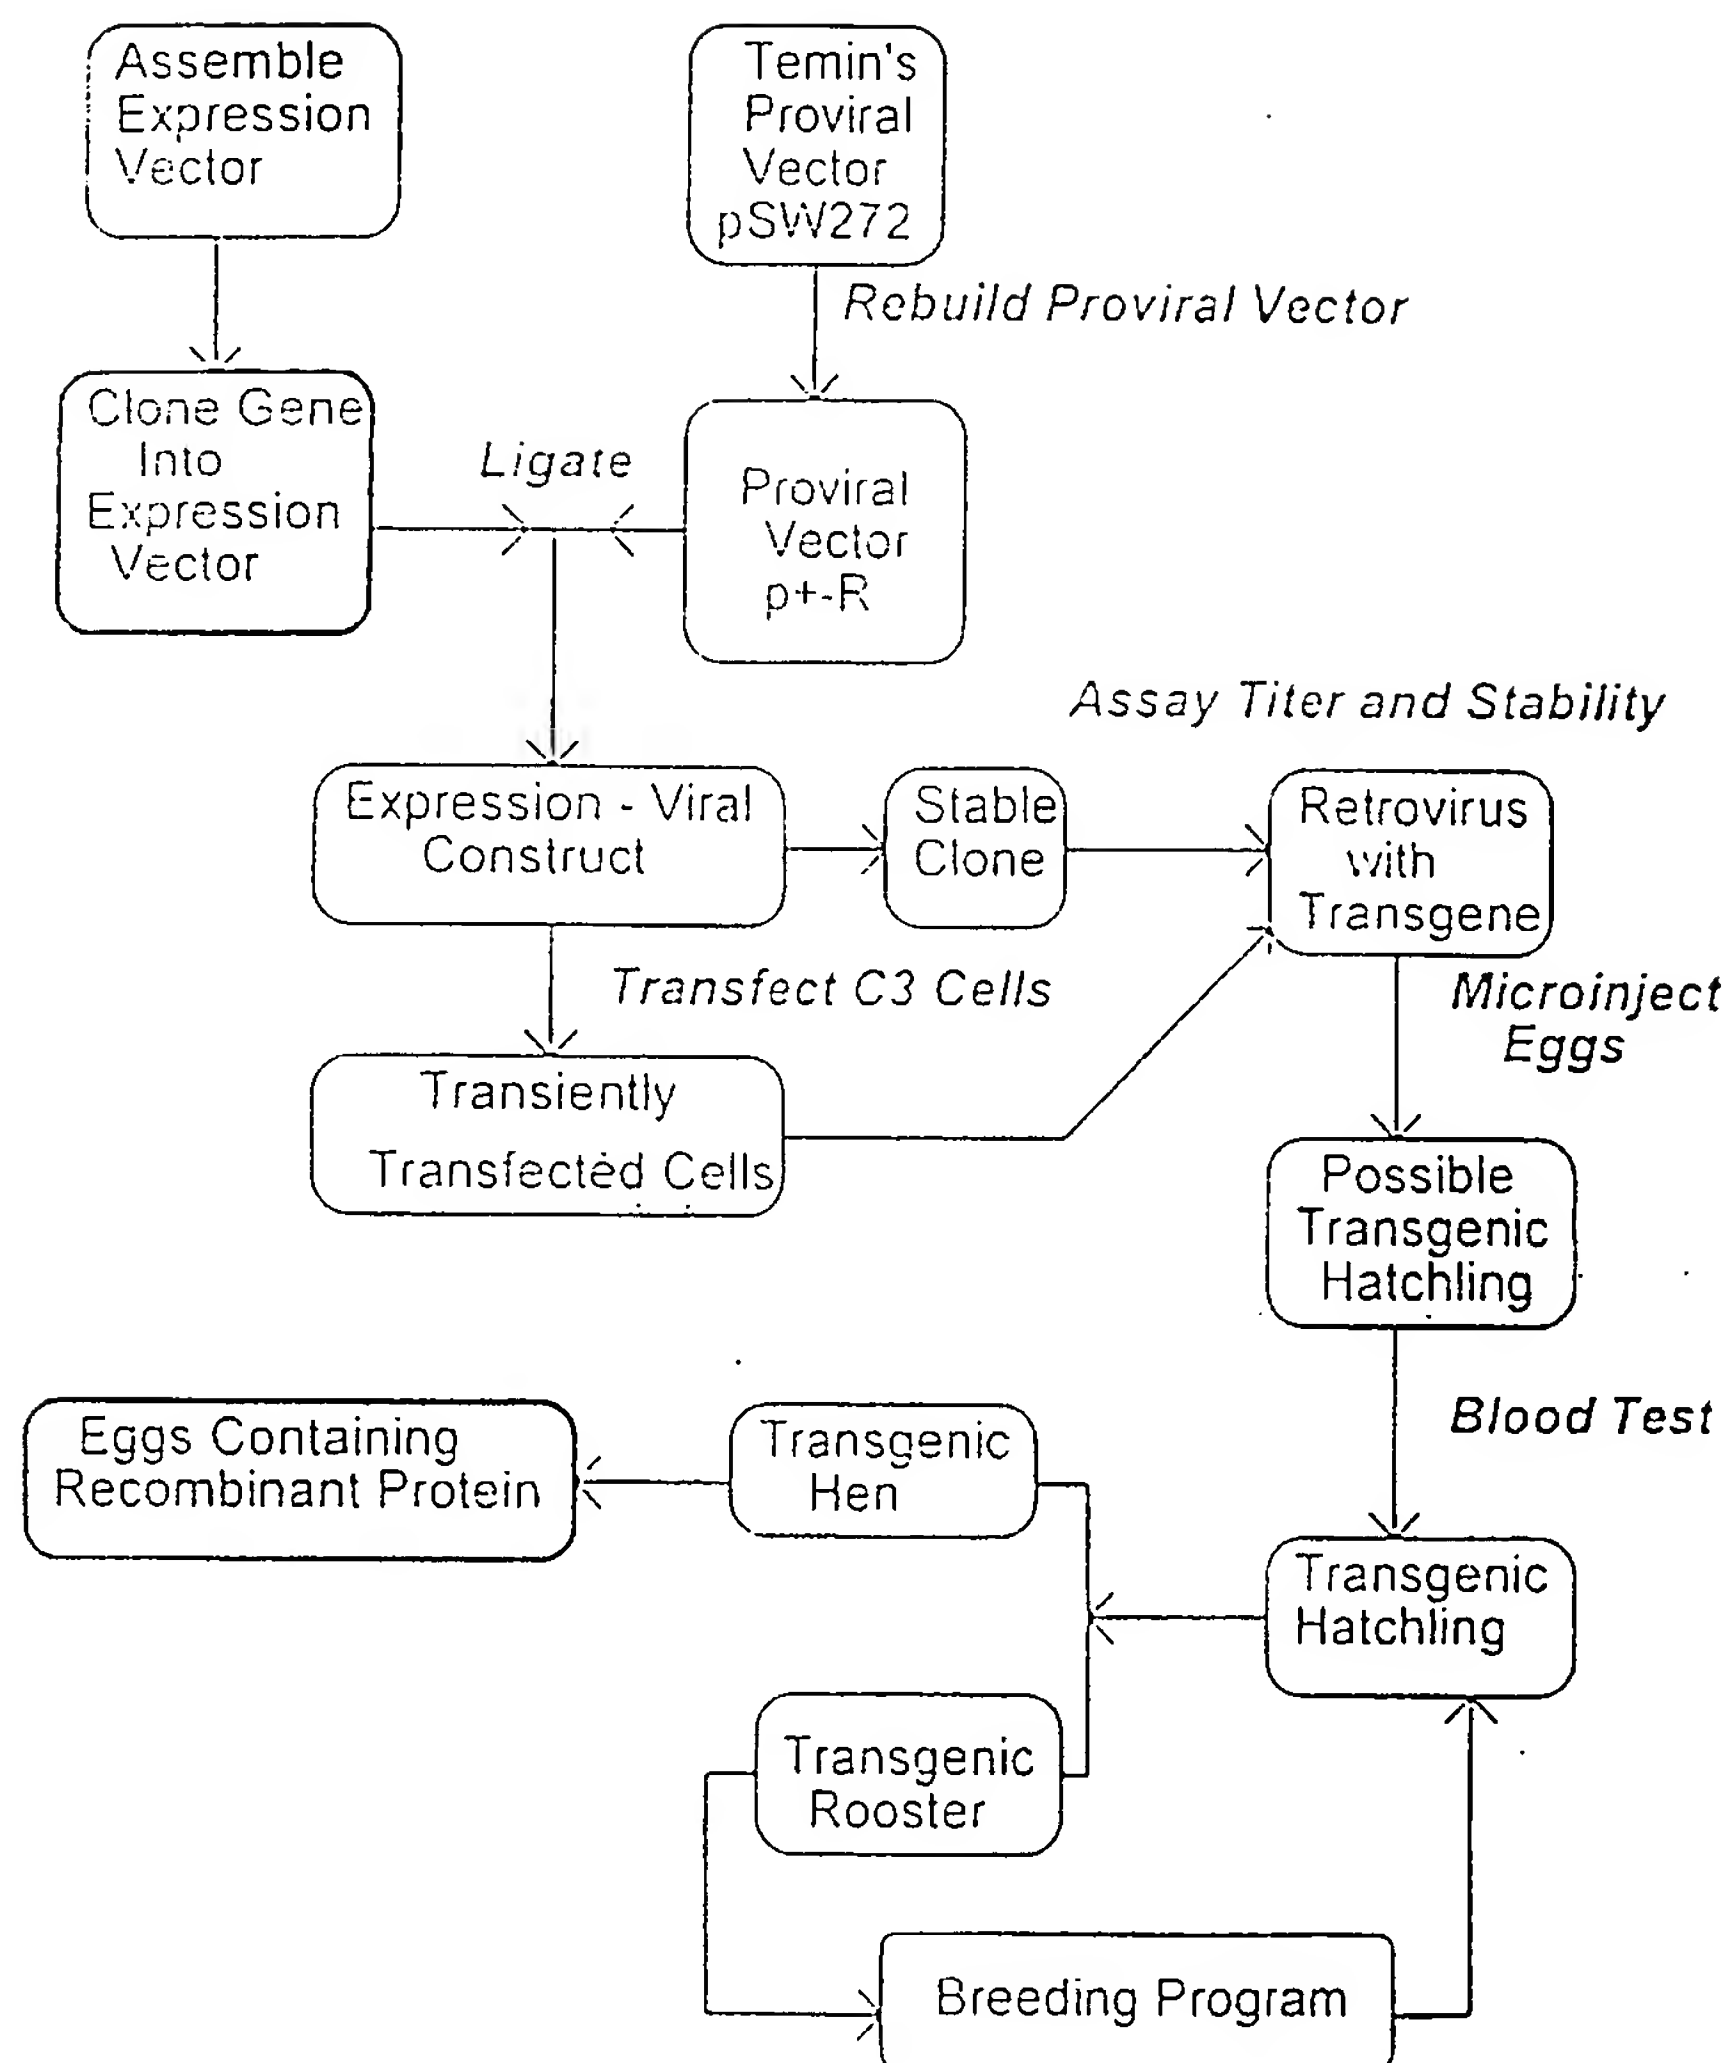 Assemble
Expression
Vector
Temin's
Proviral
Vector
pSW272
Rebuild Proviral Vector
Clone Gene
Into
Expression
Vector
Ligate
Proviral
Vector
p+-R
Assay Titer and Stability
Expression - Viral
Construct
Stable
Clone
Retrovirus
with
Transgene
Transfect C3 Cells
Microinject
Eggs
Transiently
Transfected Cells
Possible
Transgenic
Hatchling
Blood Test
Eggs Containing
Recombinant Protein
Transgenic
Hen
Transgenic
Hatchling
Transgenic
Rooster
Breeding Program